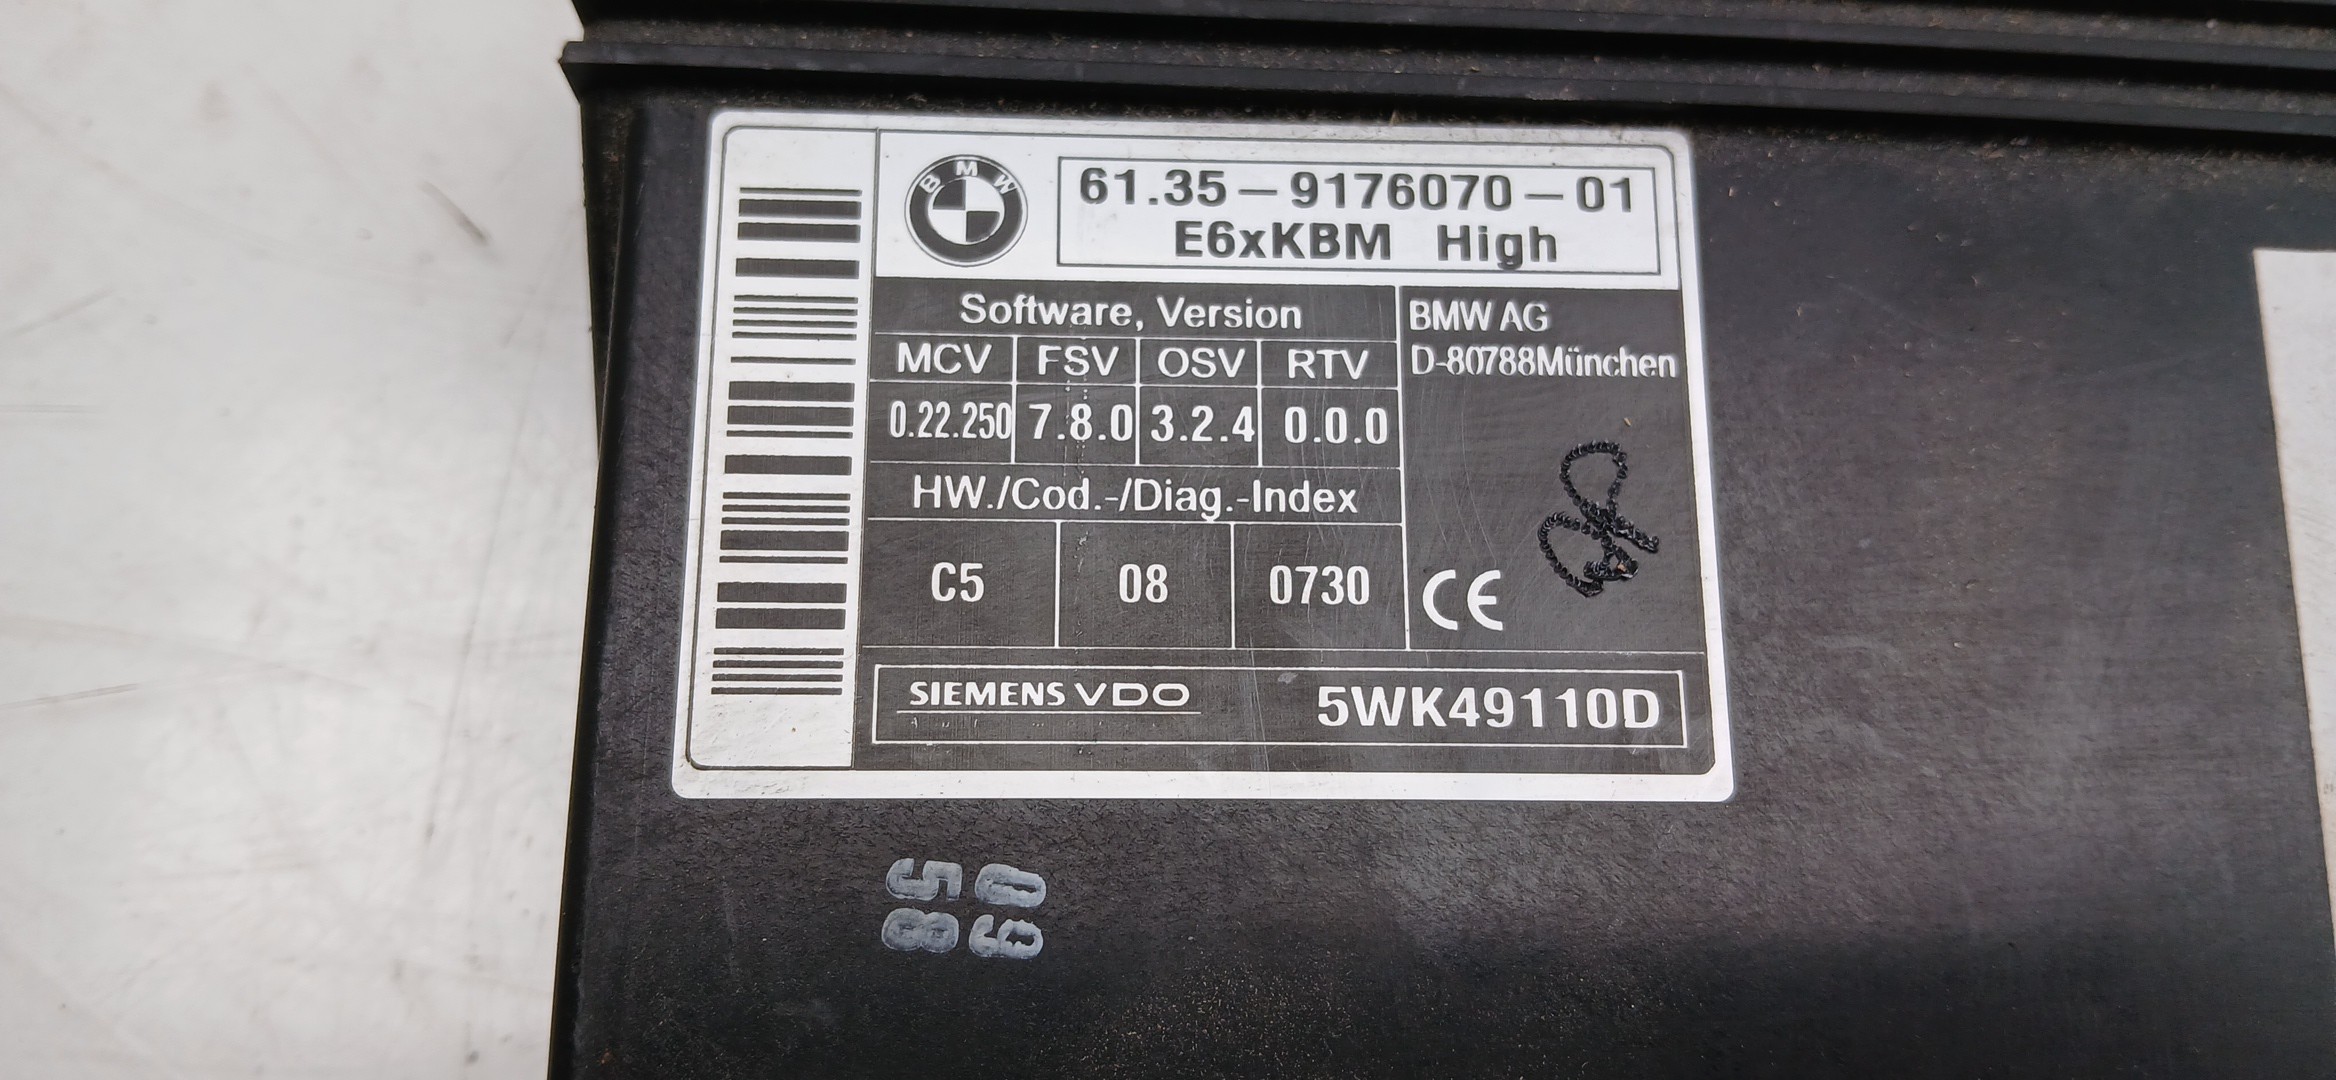 BMW
61.35-9176070-01
E6xKBM High
Software, Version
BMW AG
MCV FSV OSV RTV
D-80788München
0.22.250 7.8.0 3.2.4 0.0.0
HW./Cod.-/Diag.-Index
C5 08 0730
CE
SIEMENS VDO
5WK49110D
09
58